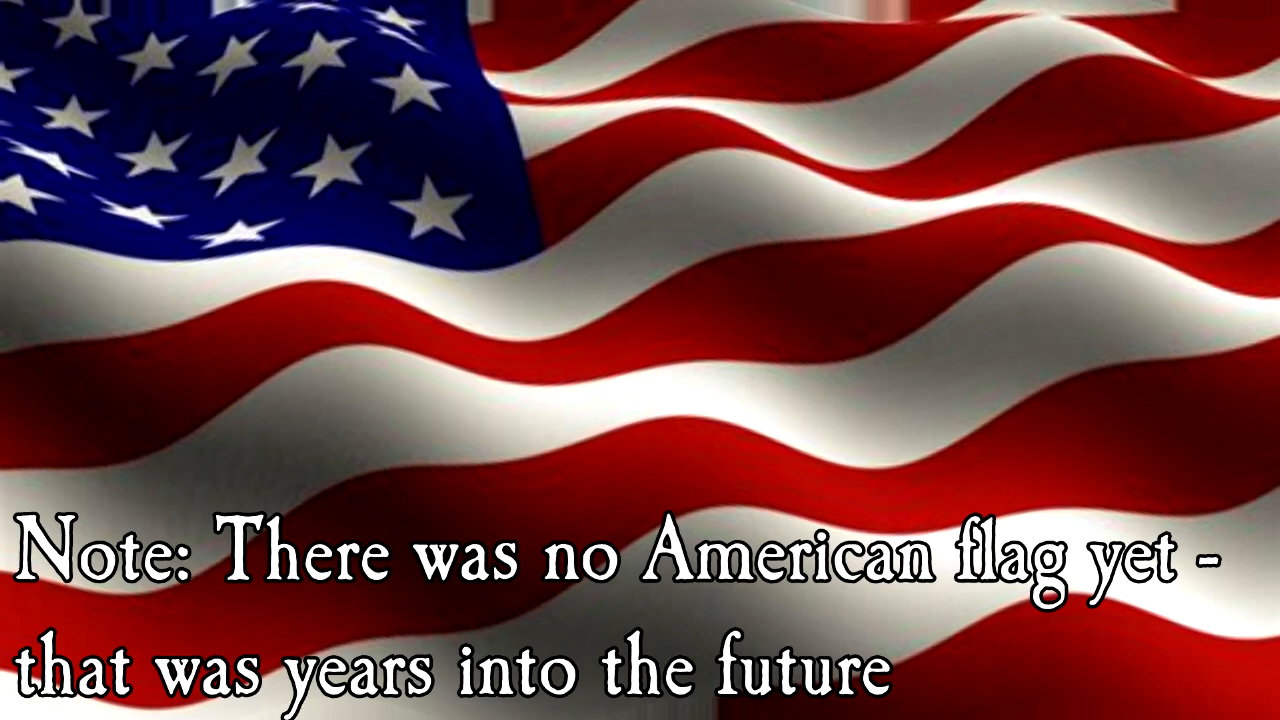 Note: There was no American flag yet -
that was years into the future